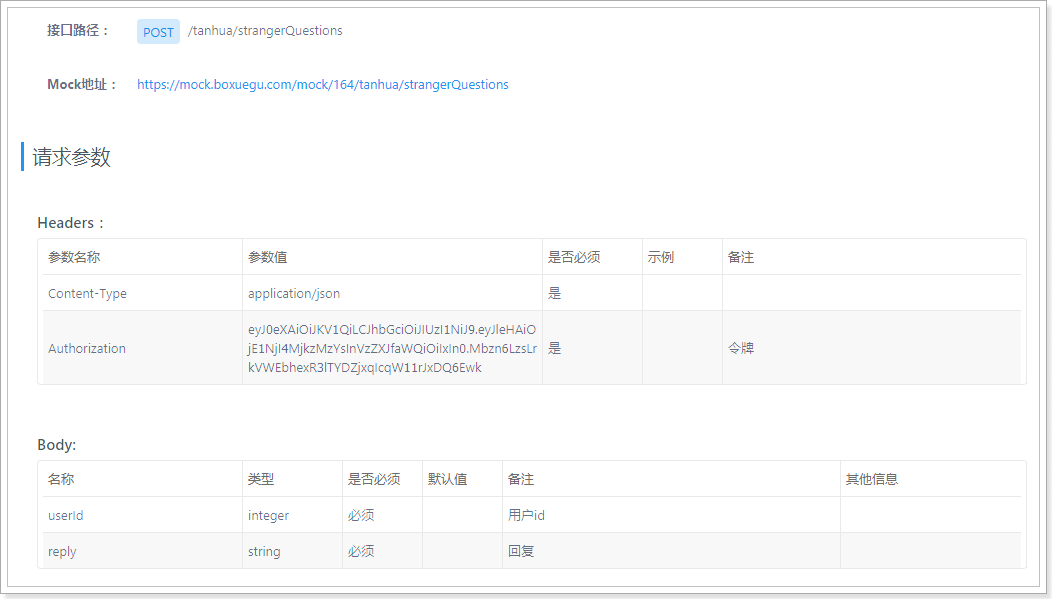 接口路径： POST /tanhua/strangerQuestions
Mock地址： https://mock.boxuegu.com/mock/164/tanhua/strangerQuestions
请求参数
Headers：
参数名称 参数值 是否必须 示例 备注
Content-Type application/json 是
eyJ0eXAiOiJKV1QiLCJhbGciOiJIUzI1NiJ9.eyJleHAiO
Authorization jE1NjI4MjkzMzYsInVzZXJfaWQiOiIxIn0.Mbzn6LzsLr 是 令牌
kVWEbhexR3lTYDZjxqIcqW11rJxDQ6Ewk
Body:
名称 类型 是否必须 默认值 备注 其他信息
userId integer 必须 用户id
reply string 必须 回复